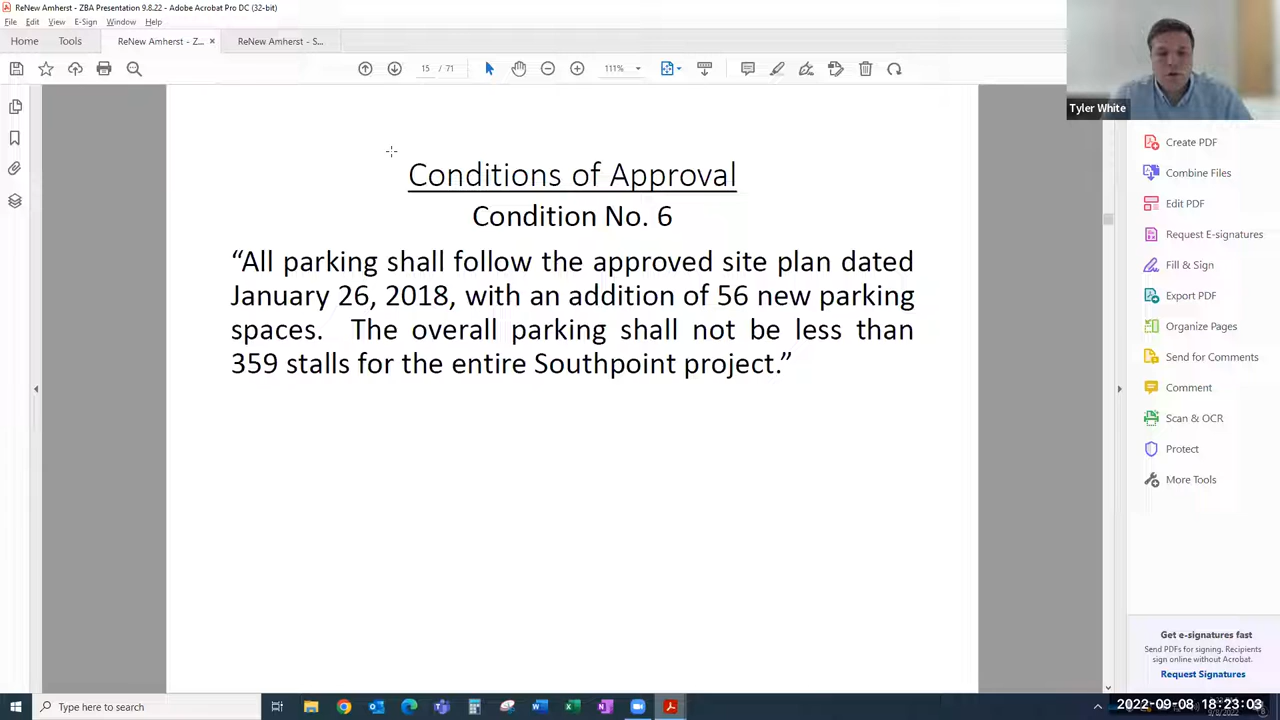 ReNew Amherst - ZBA Presentation 9.8.22 - Adobe Acrobat Pro DC (32-bit)
File Edit View E-Sign Window Help
Home Tools ReNew Amherst - Z... × ReNew Amherst - S...
15 / 71 111%
Tyler White
Conditions of Approval
Condition No. 6
“All parking shall follow the approved site plan dated
January 26, 2018, with an addition of 56 new parking
spaces. The overall parking shall not be less than
359 stalls for the entire Southpoint project.”
Create PDF
Combine Files
Edit PDF
Request E-signatures
Fill & Sign
Export PDF
Organize Pages
Send for Comments
Comment
Scan & OCR
Protect
More Tools
Get e-signatures fast
Send PDFs for signing. Recipients
sign online without Acrobat.
Request Signatures
Type here to search
2022-09-08 18:23:03